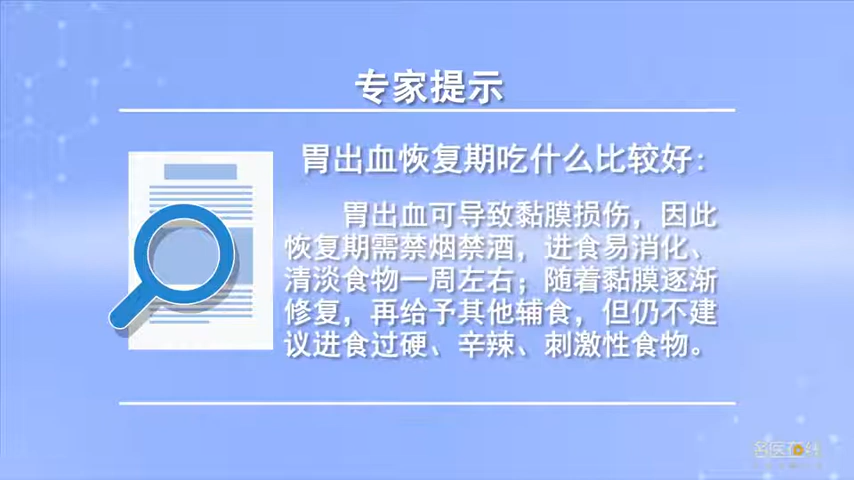 专家提示
胃出血恢复期吃什么比较好：
胃出血可导致黏膜损伤，因此
恢复期需禁烟禁酒，进食易消化、
清淡食物一周左右；随着黏膜逐渐
修复，再给予其他辅食，但仍不建
议进食过硬、辛辣、刺激性食物。
名医在线